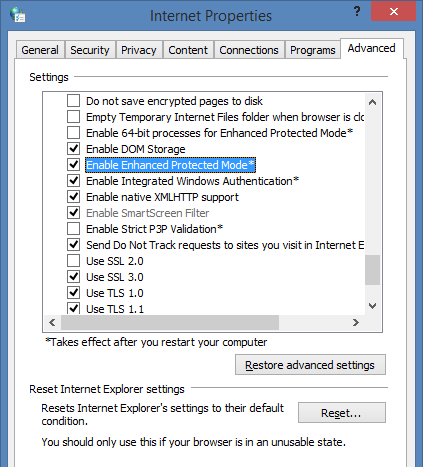 Internet Properties
?
General
Security
Privacy
Content
Connections
Programs
Advanced
Settings
Do not save encrypted pages to disk
Empty Temporary Internet Files folder when browser is clo
Enable 64-bit processes for Enhanced Protected Mode*
Enable DOM Storage
Enable Enhanced Protected Mode*
Enable Integrated Windows Authentication*
Enable native XMLHTTP support
Enable SmartScreen Filter
Enable Strict P3P Validation*
Send Do Not Track requests to sites you visit in Internet E
Use SSL 2.0
Use SSL 3.0
Use TLS 1.0
Use TLS 1.1
*Takes effect after you restart your computer
Restore advanced settings
Reset Internet Explorer settings
Resets Internet Explorer's settings to their default
condition.
Reset...
You should only use this if your browser is in an unusable state.